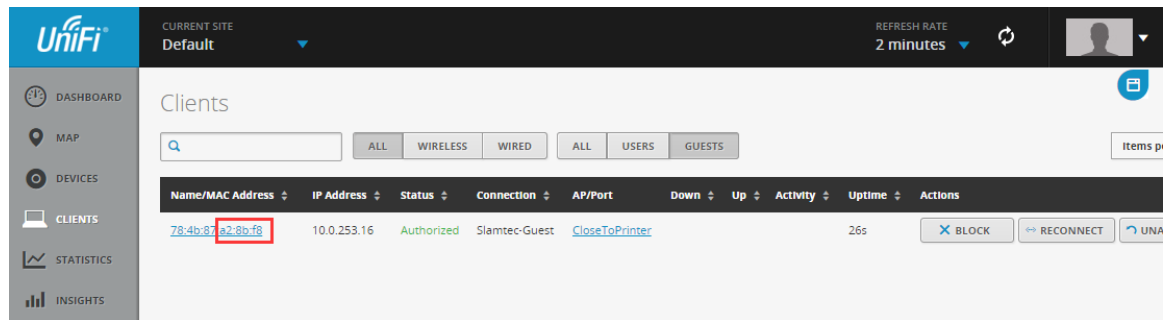 UniFi
CURRENT SITE
Default
REFRESH RATE
2 minutes
DASHBOARD
MAP
DEVICES
CLIENTS
STATISTICS
INSIGHTS
Clients
ALL WIRELESS WIRED ALL USERS GUESTS Items p
Name/MAC Address IP Address Status Connection AP/Port Down Up Activity Uptime Actions
78:4b:87:a2:8b:f8 10.0.253.16 Authorized Slamtec-Guest CloseToPrinter 26s BLOCK RECONNECT UNA